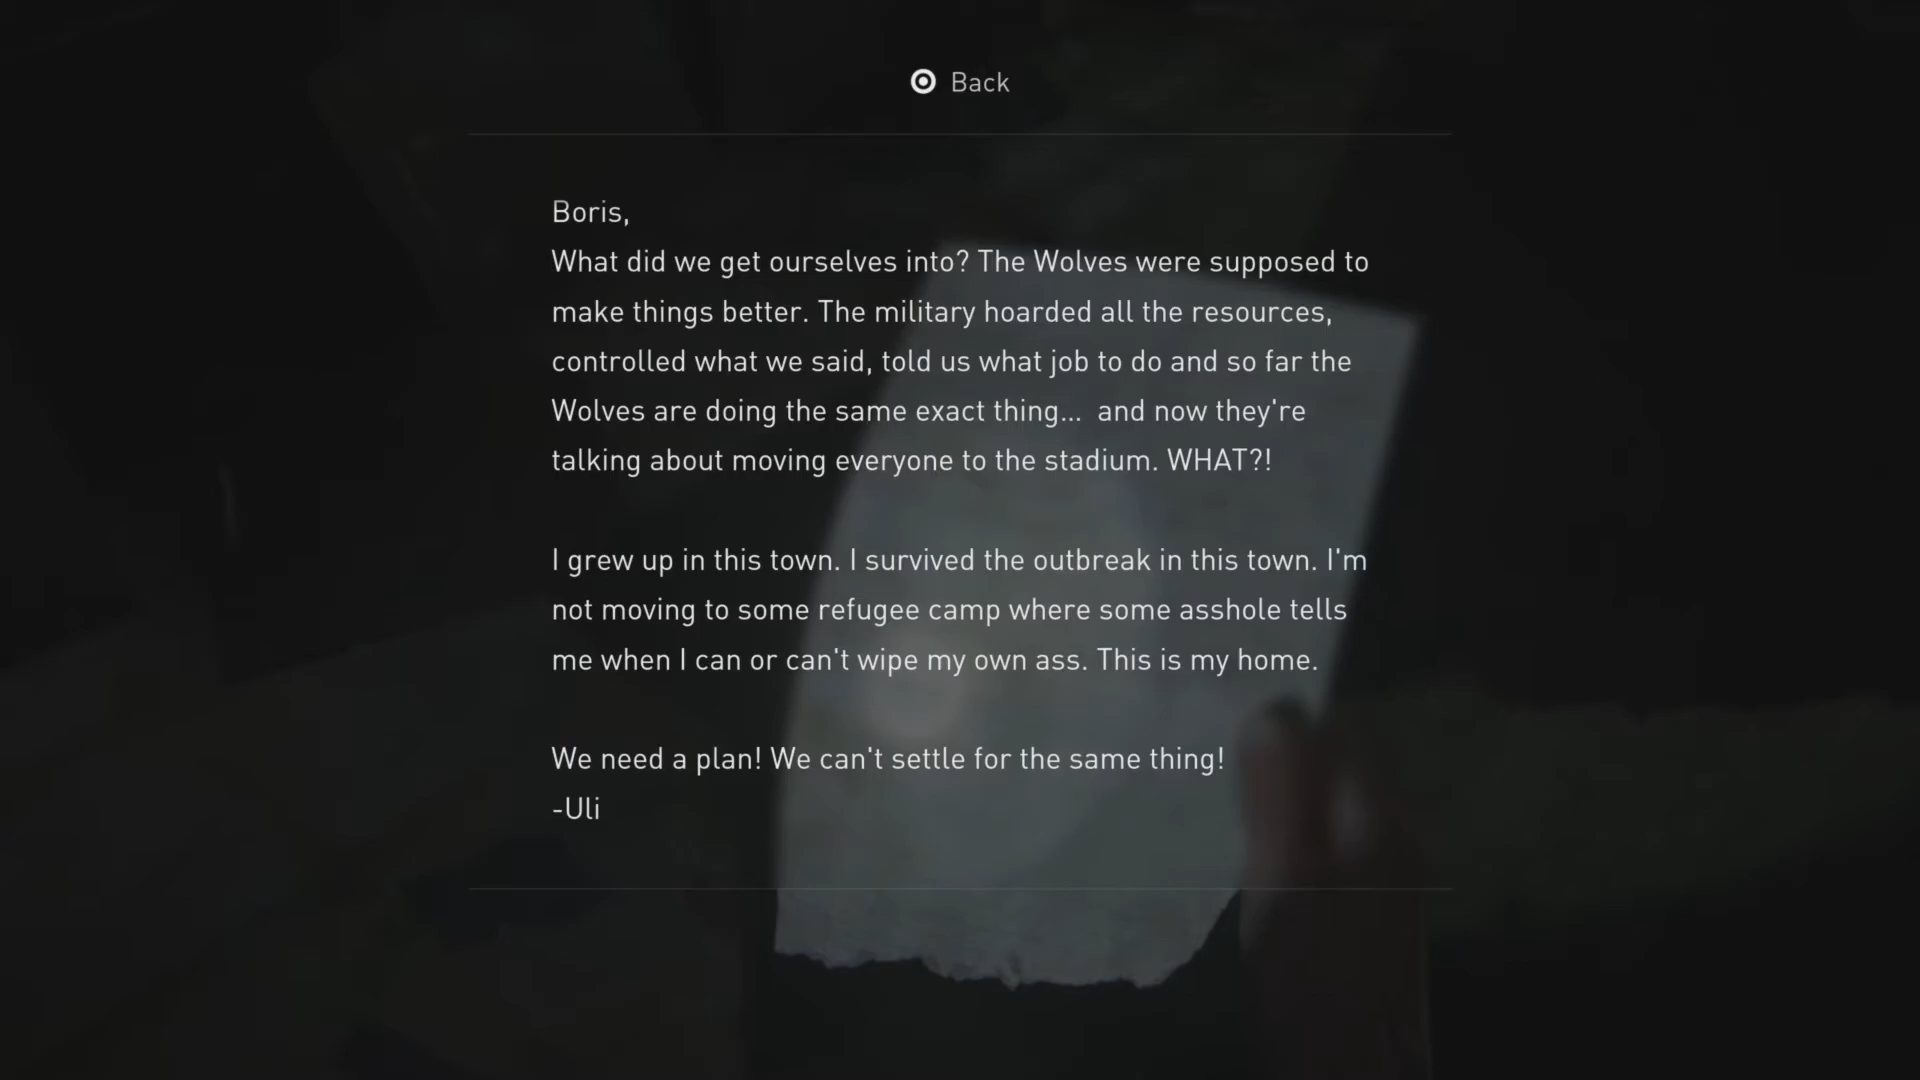 Back
Boris,
What did we get ourselves into? The Wolves were supposed to
make things better. The military hoarded all the resources,
controlled what we said, told us what job to do and so far the
Wolves are doing the same exact thing...  and now they're
talking about moving everyone to the stadium. WHAT?!
I grew up in this town. I survived the outbreak in this town. I'm
not moving to some refugee camp where some asshole tells
me when I can or can't wipe my own ass. This is my home.
We need a plan! We can't settle for the same thing!
-Uli